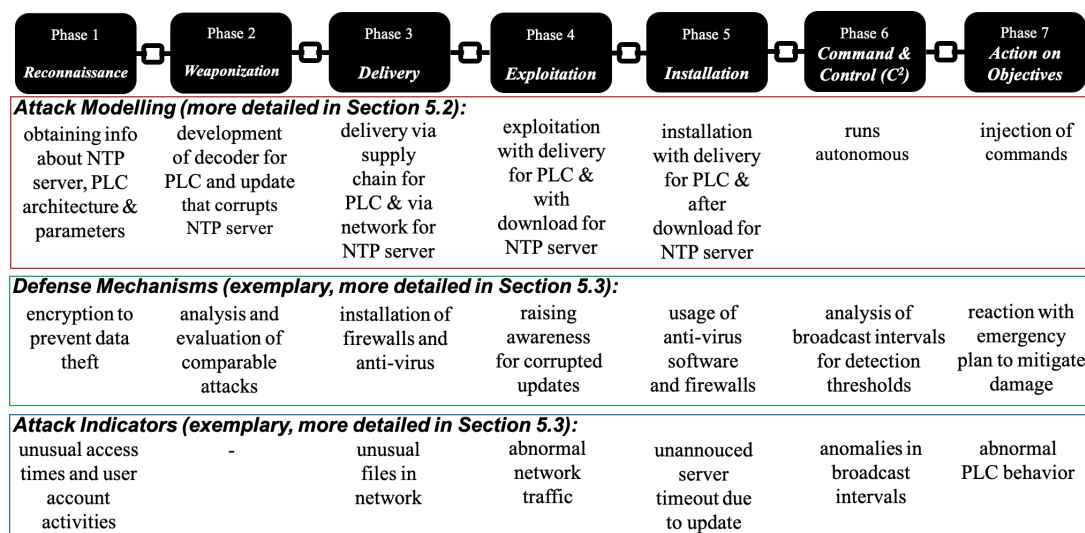 Phase 1
Reconnaissance
Phase 2
Weaponization
Phase 3
Delivery
Phase 4
Exploitation
Phase 5
Installation
Phase 6
Command &
Control (C²)
Phase 7
Action on
Objectives
Attack Modelling (more detailed in Section 5.2):
obtaining info
about NTP
server, PLC
architecture &
parameters
development
of decoder for
PLC and update
that corrupts
NTP server
delivery via
supply
chain for
PLC & via
network for
NTP server
exploitation
with delivery
for PLC &
with
download for
NTP server
installation
with delivery
for PLC &
after
download for
NTP server
runs
autonomous
injection of
commands
Defense Mechanisms (exemplary, more detailed in Section 5.3):
encryption to
prevent data
theft
analysis and
evaluation of
comparable
attacks
installation of
firewalls and
anti-virus
raising
awareness
for corrupted
updates
usage of
anti-virus
software
and firewalls
analysis of
broadcast intervals
for detection
thresholds
reaction with
emergency
plan to mitigate
damage
Attack Indicators (exemplary, more detailed in Section 5.3):
unusual access
times and user
account
activities
-
unusual
files in
network
abnormal
network
traffic
unannouced
server
timeout due
to update
anomalies in
broadcast
intervals
abnormal
PLC behavior